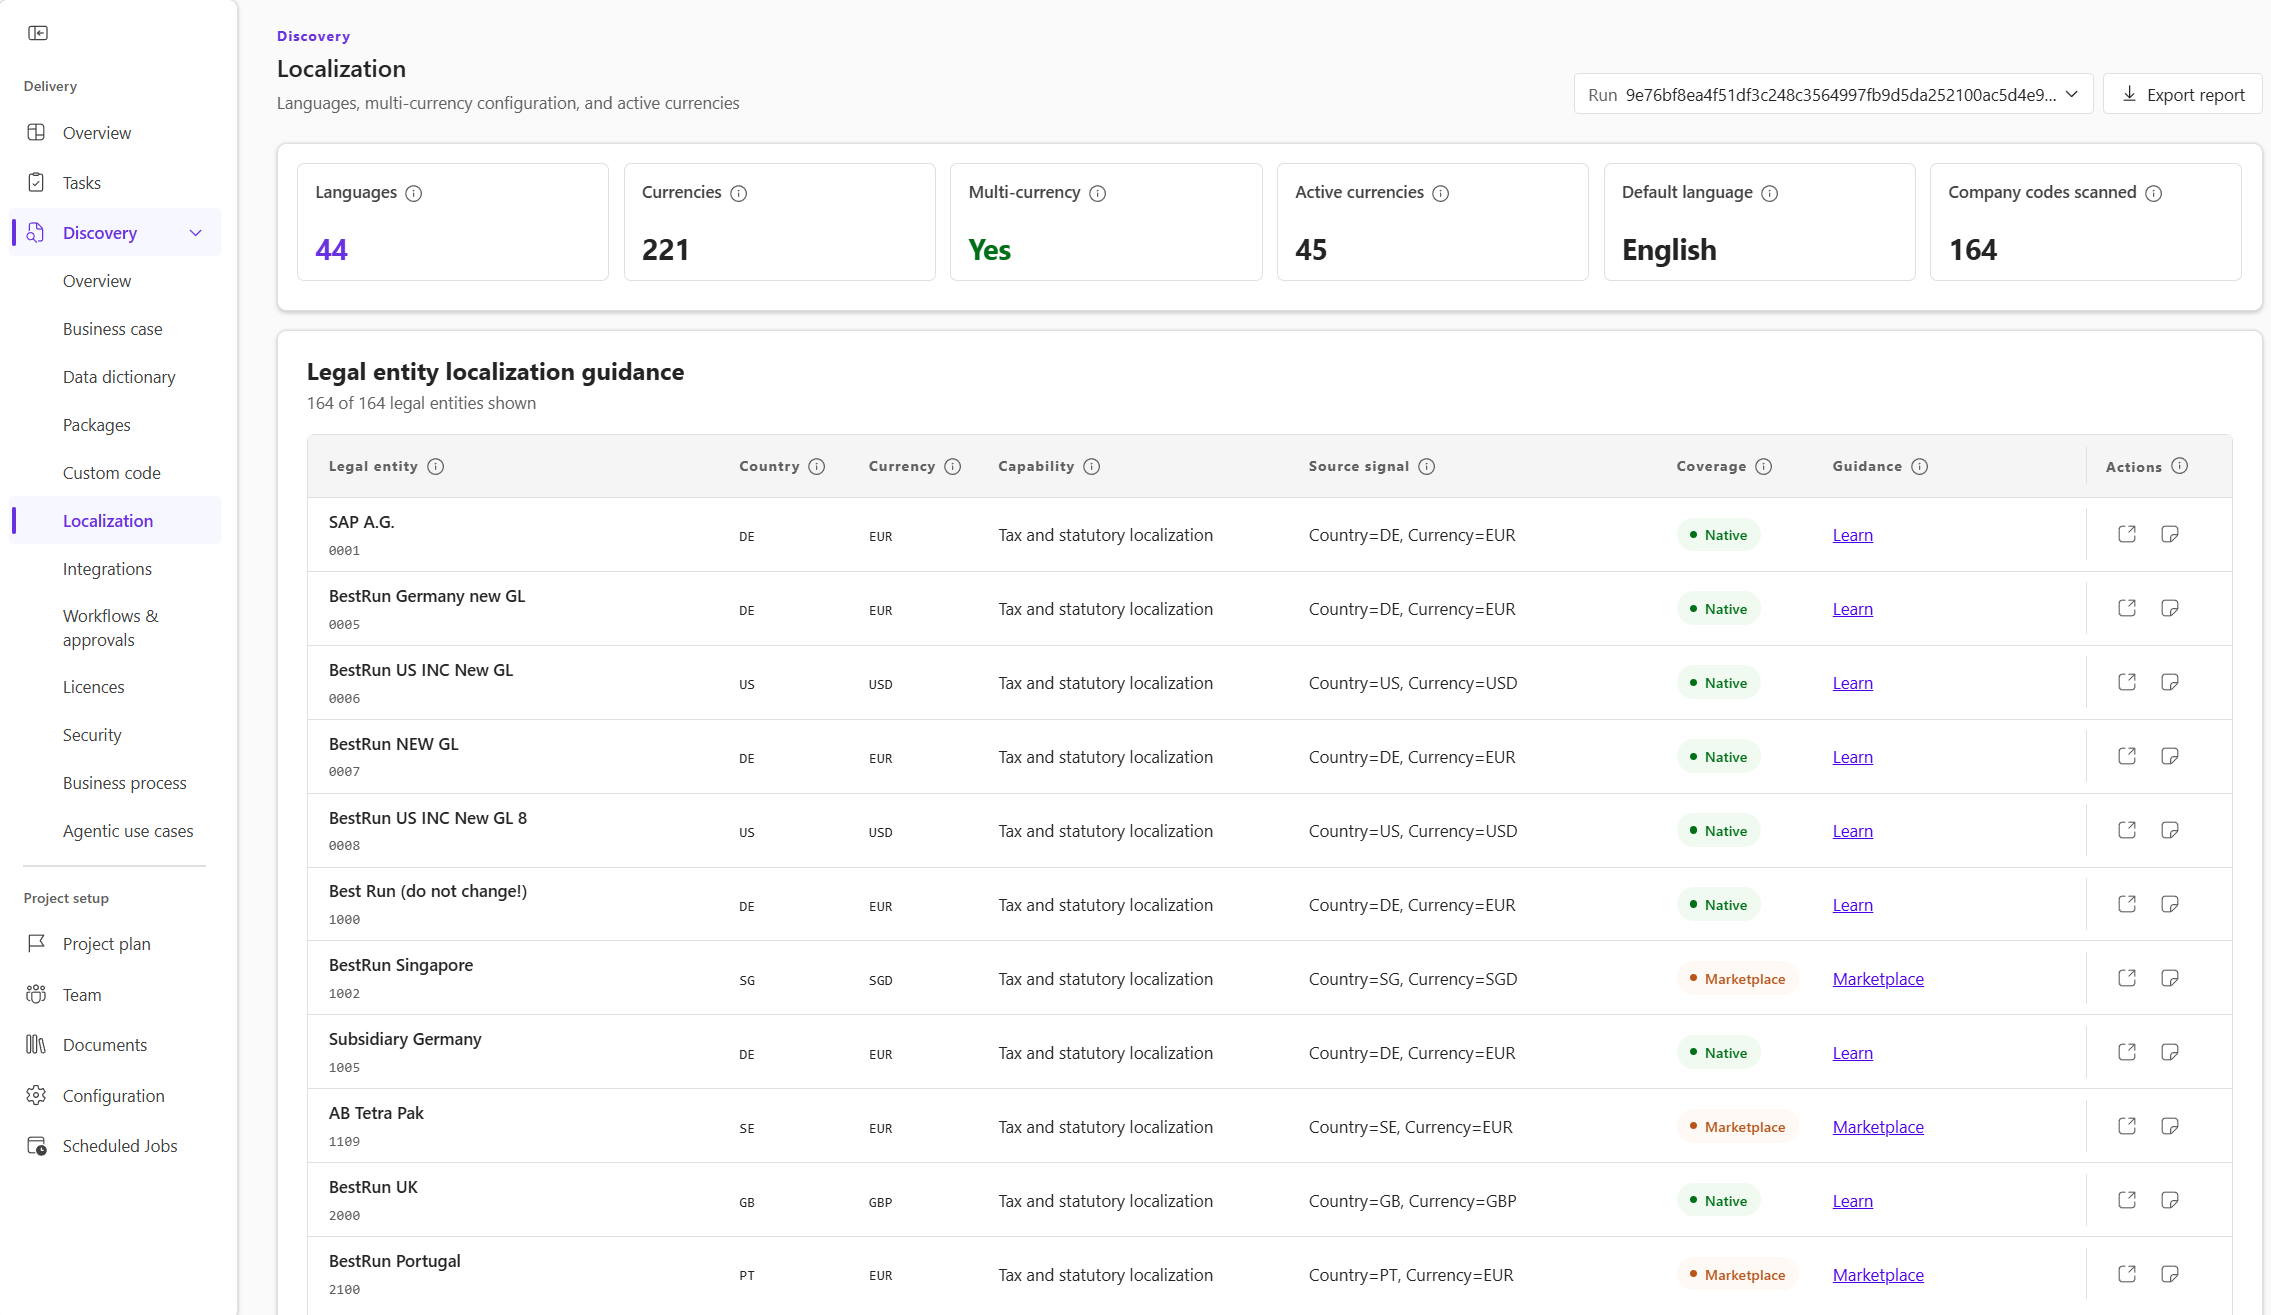 Delivery
Overview
Tasks
Discovery
Overview
Business case
Data dictionary
Packages
Custom code
Localization
Integrations
Workflows &
approvals
Licences
Security
Business process
Agentic use cases
Project setup
Project plan
Team
Documents
Configuration
Scheduled Jobs
Discovery
Localization
Languages, multi-currency configuration, and active currencies
Run 9e76bf8ea4f51df3c248c3564997fb9d5da252100ac5d4e9... Export report
Languages Currencies Multi-currency Active currencies Default language Company codes scanned
44 221 Yes 45 English 164
Legal entity localization guidance
164 of 164 legal entities shown
Legal entity Country Currency Capability Source signal Coverage Guidance Actions
SAP A.G.
0001 DE EUR Tax and statutory localization Country=DE, Currency=EUR Native Learn
BestRun Germany new GL
0005 DE EUR Tax and statutory localization Country=DE, Currency=EUR Native Learn
BestRun US INC New GL
0006 US USD Tax and statutory localization Country=US, Currency=USD Native Learn
BestRun NEW GL
0007 DE EUR Tax and statutory localization Country=DE, Currency=EUR Native Learn
BestRun US INC New GL 8
0008 US USD Tax and statutory localization Country=US, Currency=USD Native Learn
Best Run (do not change!)
1000 DE EUR Tax and statutory localization Country=DE, Currency=EUR Native Learn
BestRun Singapore
1002 SG SGD Tax and statutory localization Country=SG, Currency=SGD Marketplace Marketplace
Subsidiary Germany
1005 DE EUR Tax and statutory localization Country=DE, Currency=EUR Native Learn
AB Tetra Pak
1109 SE EUR Tax and statutory localization Country=SE, Currency=EUR Marketplace Marketplace
BestRun UK
2000 GB GBP Tax and statutory localization Country=GB, Currency=GBP Native Learn
BestRun Portugal
2100 PT EUR Tax and statutory localization Country=PT, Currency=EUR Marketplace Marketplace